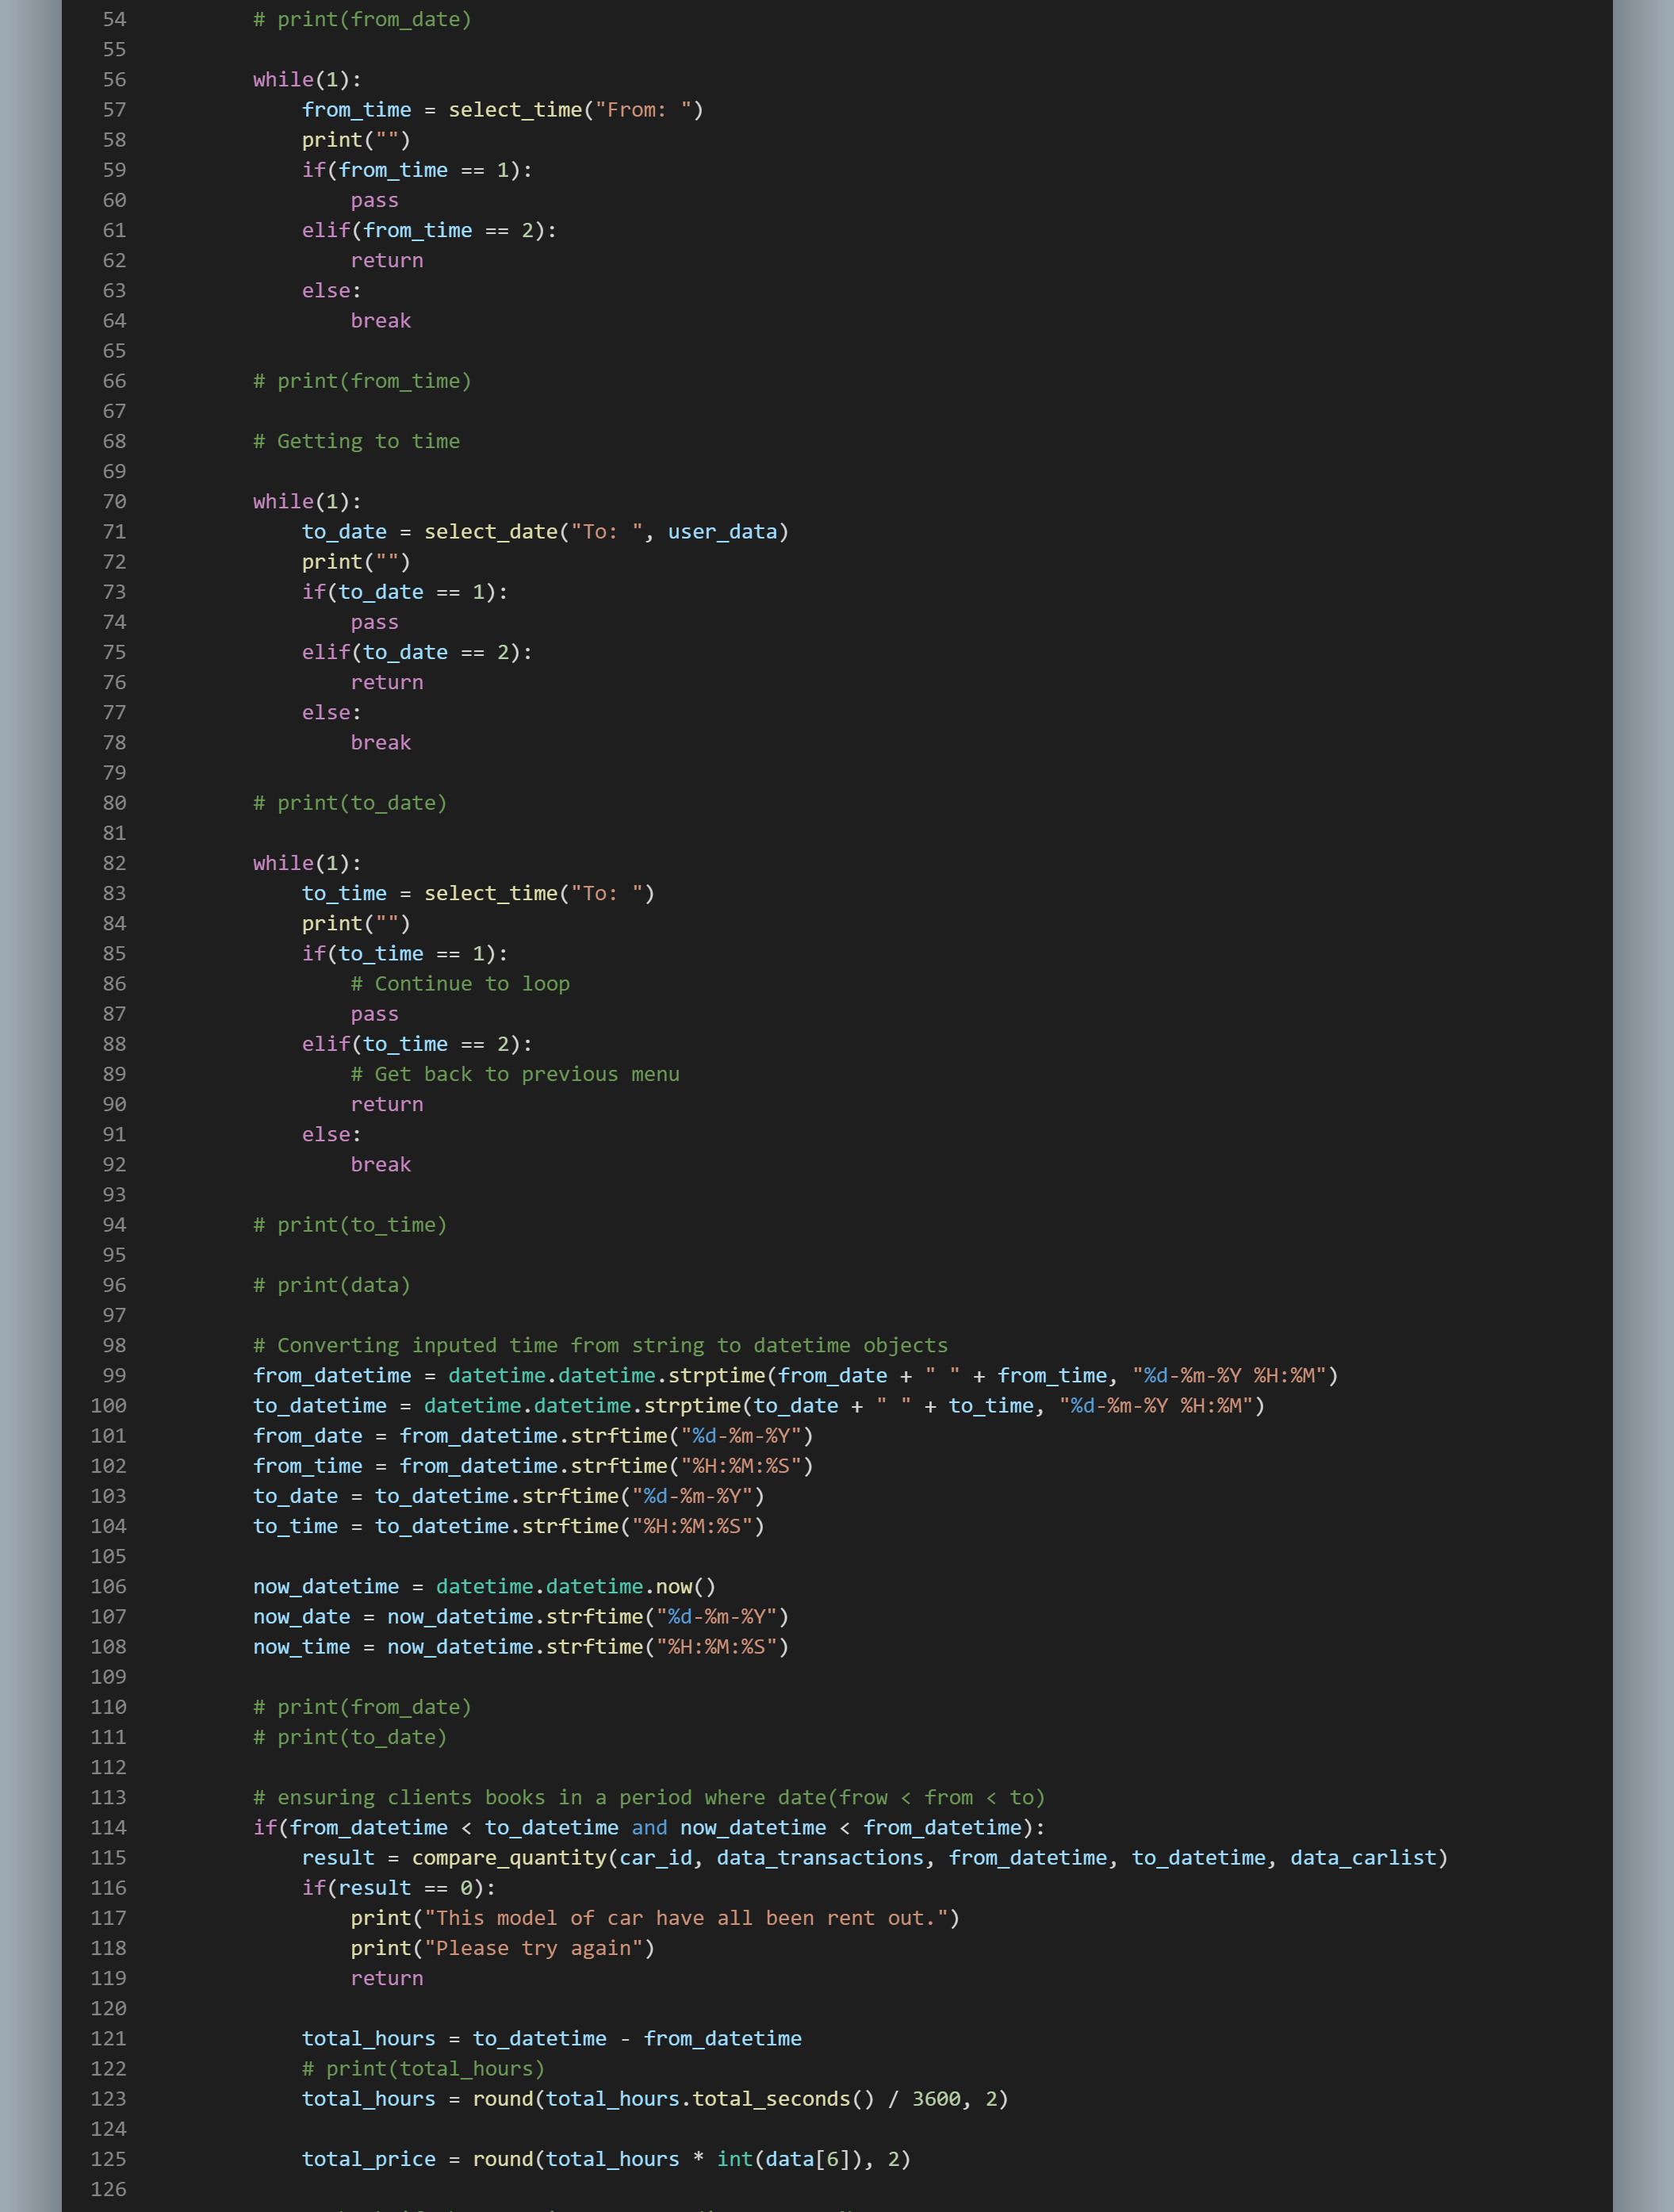 54 # print(from_date)
55
56 while(1):
57 from_time = select_time("From: ")
58 print("")
59 if(from_time == 1):
60 pass
61 elif(from_time == 2):
62 return
63 else:
64 break
65
66 # print(from_time)
67
68 # Getting to time
69
70 while(1):
71 to_date = select_date("To: ", user_data)
72 print("")
73 if(to_date == 1):
74 pass
75 elif(to_date == 2):
76 return
77 else:
78 break
79
80 # print(to_date)
81
82 while(1):
83 to_time = select_time("To: ")
84 print("")
85 if(to_time == 1):
86 # Continue to loop
87 pass
88 elif(to_time == 2):
89 # Get back to previous menu
90 return
91 else:
92 break
93
94 # print(to_time)
95
96 # print(data)
97
98 # Converting inputed time from string to datetime objects
99 from_datetime = datetime.datetime.strptime(from_date + " " + from_time, "%d-%m-%Y %H:%M")
100 to_datetime = datetime.datetime.strptime(to_date + " " + to_time, "%d-%m-%Y %H:%M")
101 from_date = from_datetime.strftime("%d-%m-%Y")
102 from_time = from_datetime.strftime("%H:%M:%S")
103 to_date = to_datetime.strftime("%d-%m-%Y")
104 to_time = to_datetime.strftime("%H:%M:%S")
105
106 now_datetime = datetime.datetime.now()
107 now_date = now_datetime.strftime("%d-%m-%Y")
108 now_time = now_datetime.strftime("%H:%M:%S")
109
110 # print(from_date)
111 # print(to_date)
112
113 # ensuring clients books in a period where date(frow < from < to)
114 if(from_datetime < to_datetime and now_datetime < from_datetime):
115 result = compare_quantity(car_id, data_transactions, from_datetime, to_datetime, data_carlist)
116 if(result == 0):
117 print("This model of car have all been rent out.")
118 print("Please try again")
119 return
120
121 total_hours = to_datetime - from_datetime
122 # print(total_hours)
123 total_hours = round(total_hours.total_seconds() / 3600, 2)
124
125 total_price = round(total_hours * int(data[6]), 2)
126